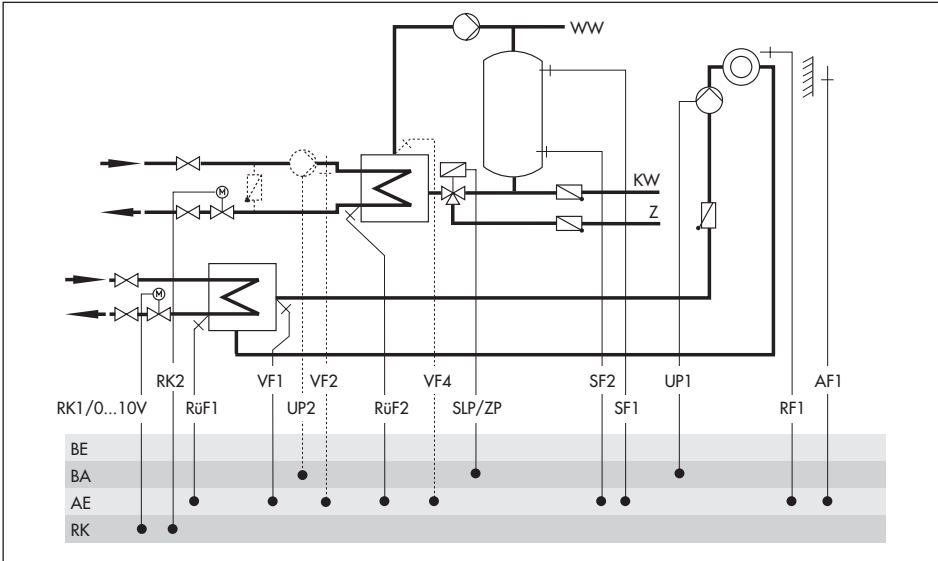 WW
KW
Z
M
M
RK2 VF1 VF2 VF4 SF2 UP1 AF1
RK1/0...10V RüF1 UP2 RüF2 SLP/ZP SF1 RF1
BE
BA
AE
RK